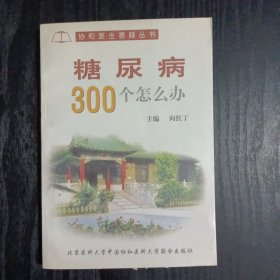 协和医生答疑丛书
糖尿病
300个怎么办
主编 向红丁
北京医科大学中国协和医科大学联合出版社